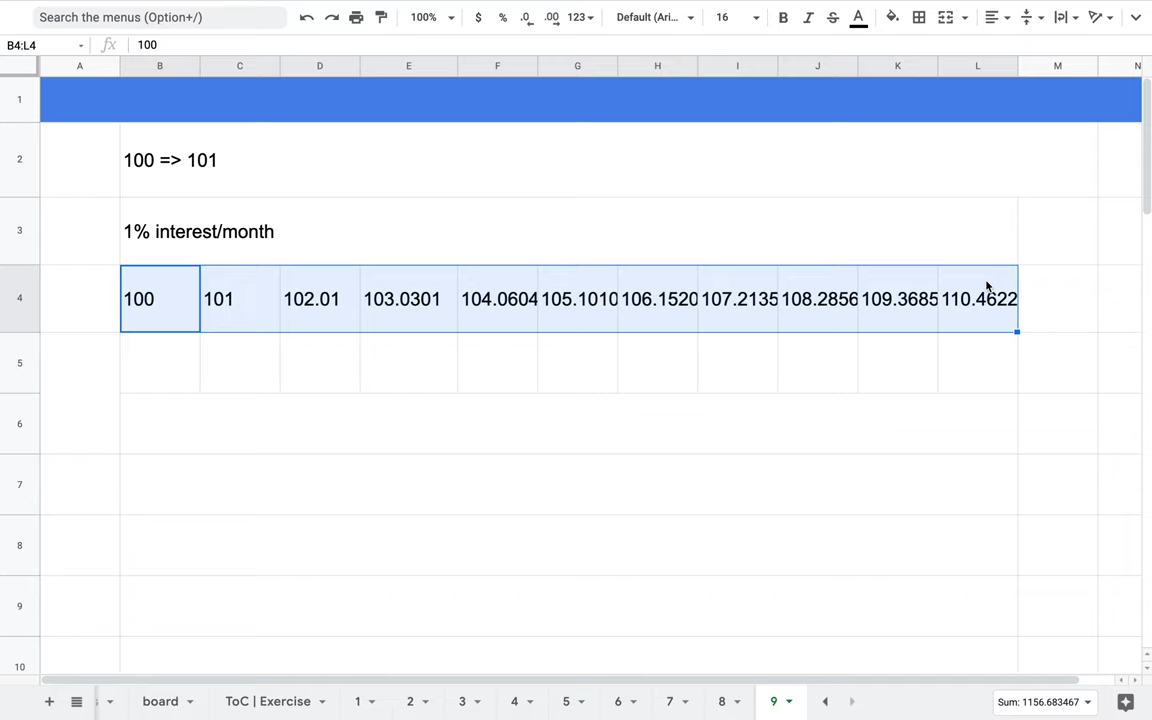 Search the menus (Option+/) 100% $ % .0 .00 123 Default (Ari... 16 B I S A
B4:L4 fx 100
A B C D E F G H I J K L M N
1
2 100 => 101
3 1% interest/month
4 100 101 102.01 103.0301 104.0604 105.1010 106.1520 107.2135 108.2856 109.3685 110.4622
5
6
7
8
9
10
board ToC | Exercise 1 2 3 4 5 6 7 8 9 Sum: 1156.683467